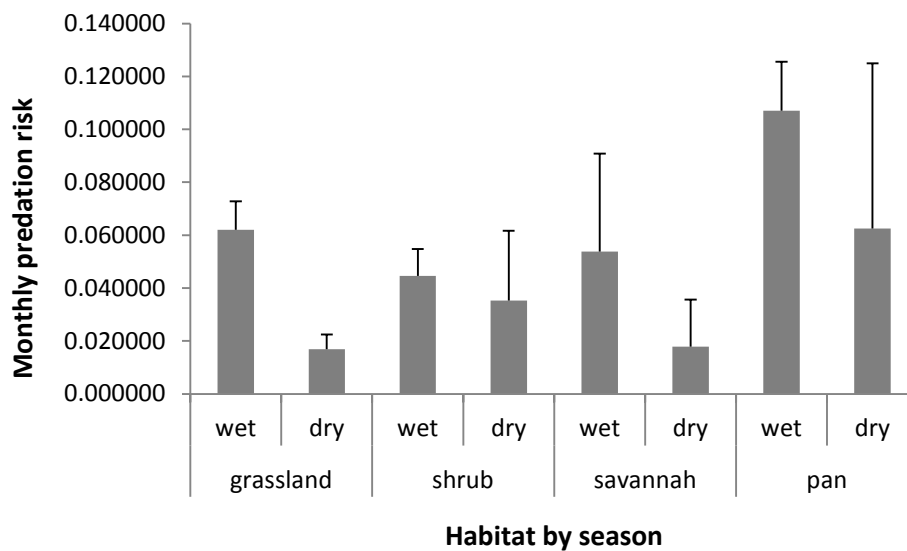 0.140000
0.120000
0.100000
0.080000
0.060000
0.040000
0.020000
0.000000
Monthly predation risk
wet dry wet dry wet dry wet dry
grassland shrub savannah pan
Habitat by season